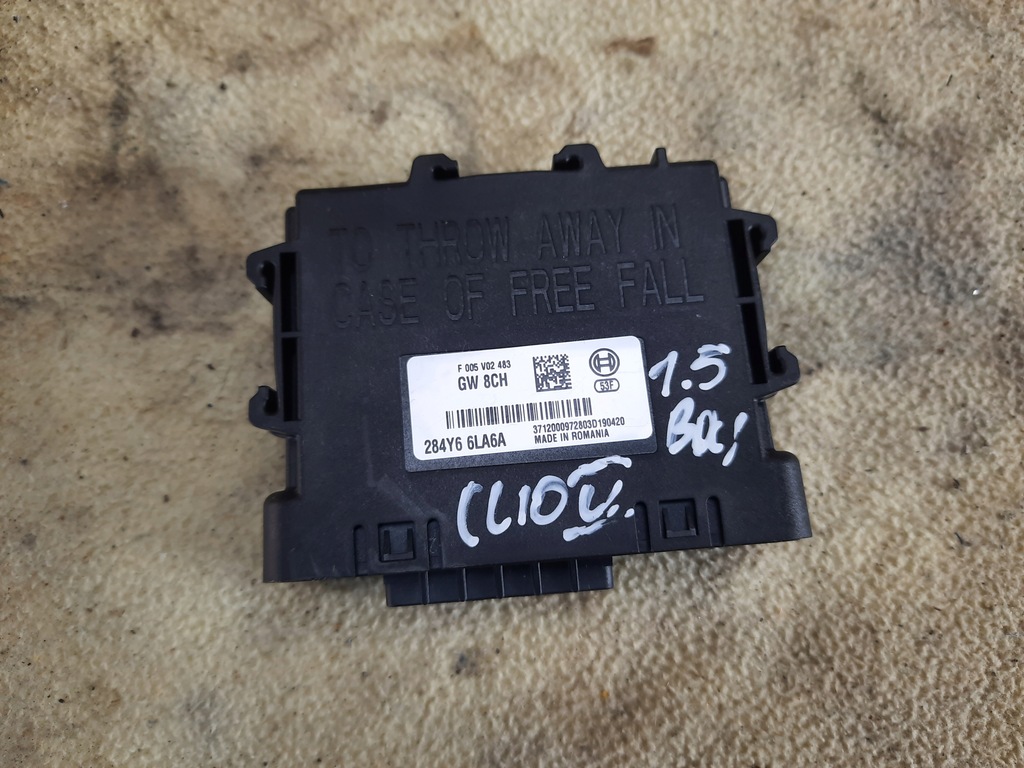 TO THROW AWAY IN
CASE OF FREE FALL
F 005 V02 483
GW 8CH
53F
3712000972803D190420
284Y6 6LA6A
MADE IN ROMANIA
1.5
CLIO V.